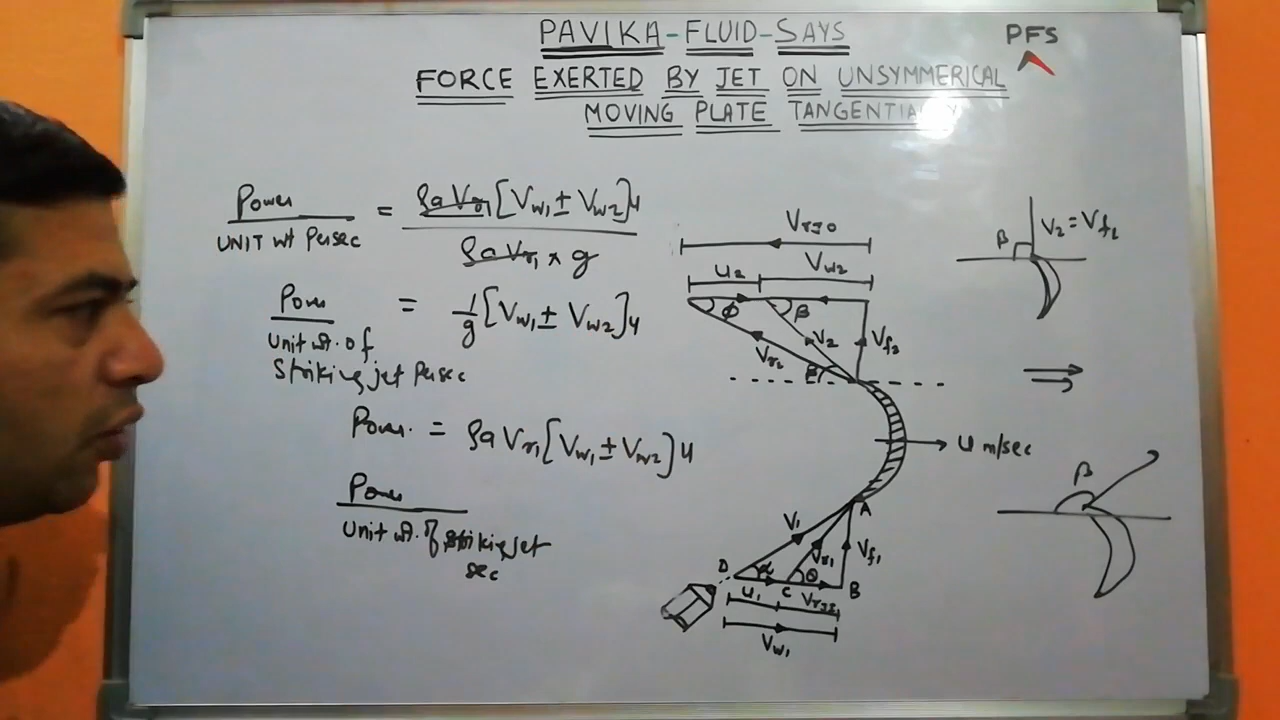 PAVIKA-FLUID-SAYS
PFS
FORCE EXERTED BY JET ON UNSYMMERICAL
MOVING PLATE TANGENTIA
Power / UNIT wt Persec = ρaVr1[Vw1 ± Vw2]u / ρaVr1 × g
Power / Unit wt. of Striking jet Persec = 1/g [Vw1 ± Vw2]u
Power = ρaVr1[Vw1 ± Vw2]u
Power / Unit wt. of striking jet sec
u2
Vw2
φ
β
Vr2
V2
Vf2
β
u m/sec
A
V1
Vr1
Vf1
D
α
θ
C
B
u1
Vw1
β
V2 = Vf2
β